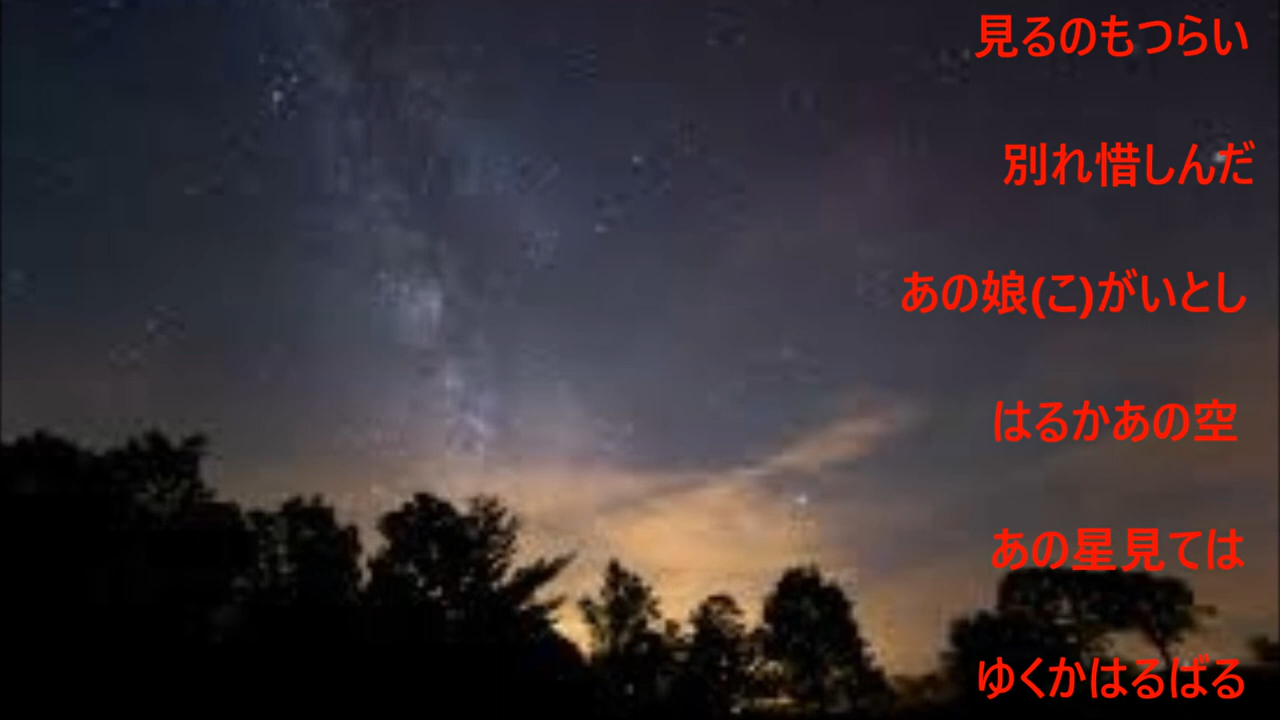 見るのもつらい
別れ惜しんだ
あの娘(こ)がいとし
はるかあの空
あの星見ては
ゆくかはるばる